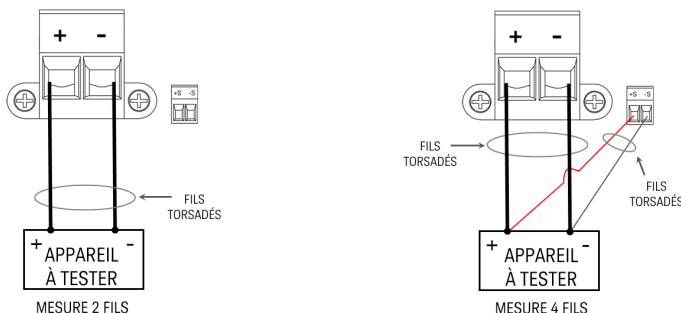 + -
+S -S
FILS
TORSADÉS
+ APPAREIL -
À TESTER
MESURE 2 FILS
+ -
+S -S
FILS
TORSADÉS
FILS
TORSADÉS
+ APPAREIL -
À TESTER
MESURE 4 FILS